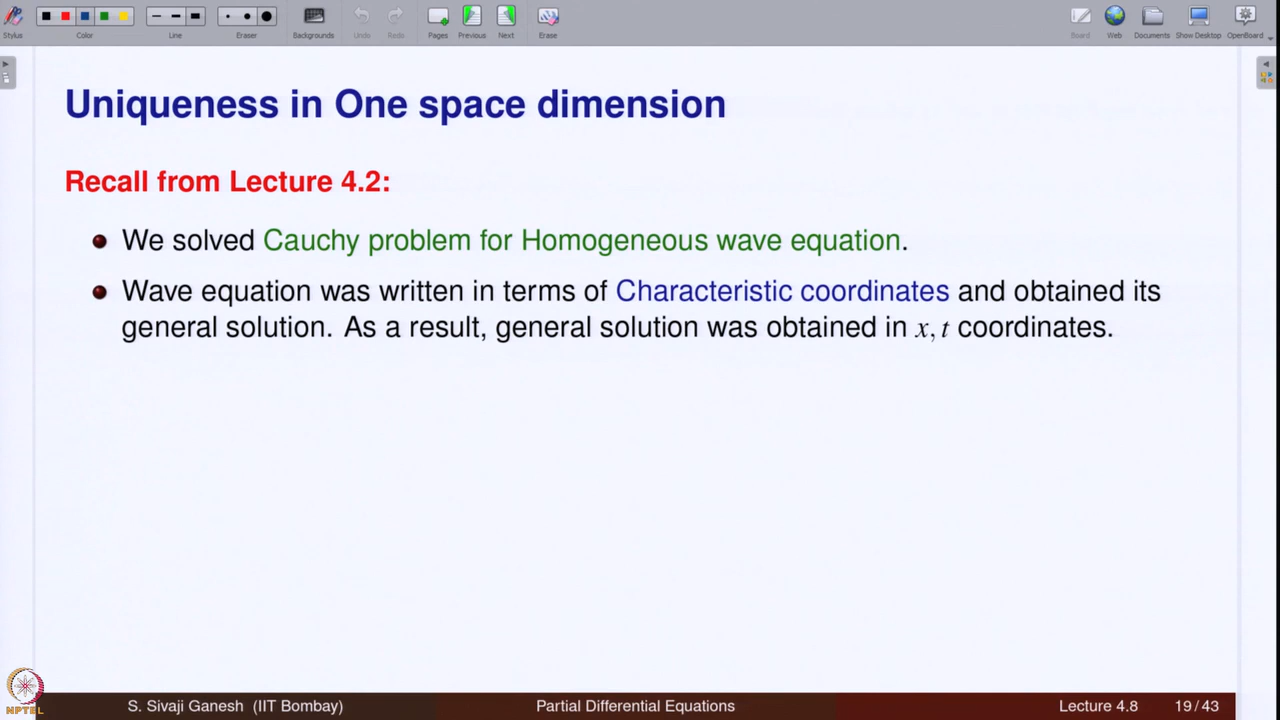 Stylus
Color
Line
Eraser
Backgrounds
Undo
Redo
Pages
Previous
Next
Erase
Board
Web
Documents
Show Desktop
OpenBoard
Uniqueness in One space dimension
Recall from Lecture 4.2:
We solved Cauchy problem for Homogeneous wave equation.
Wave equation was written in terms of Characteristic coordinates and obtained its
general solution. As a result, general solution was obtained in x, t coordinates.
NPTEL
S. Sivaji Ganesh (IIT Bombay)
Partial Differential Equations
Lecture 4.8
19/43